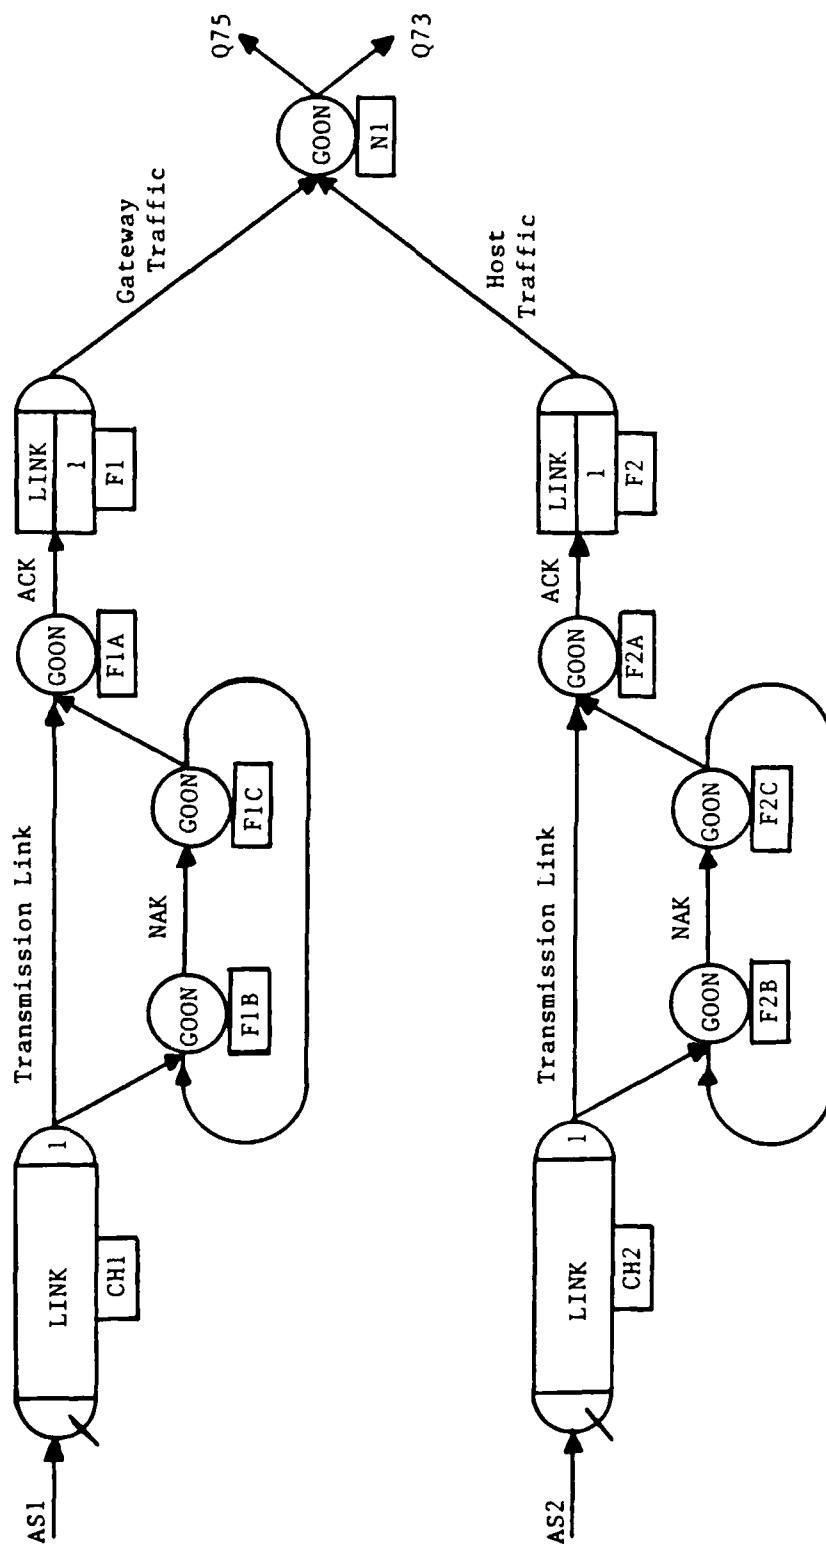 AS1
LINK
1
CH1
Transmission Link
GOON
F1B
NAK
GOON
F1C
GOON
F1A
ACK
LINK
1
F1
Gateway
Traffic
AS2
LINK
1
CH2
Transmission Link
GOON
F2B
NAK
GOON
F2C
GOON
F2A
ACK
LINK
1
F2
Host
Traffic
GOON
N1
Q75
Q73